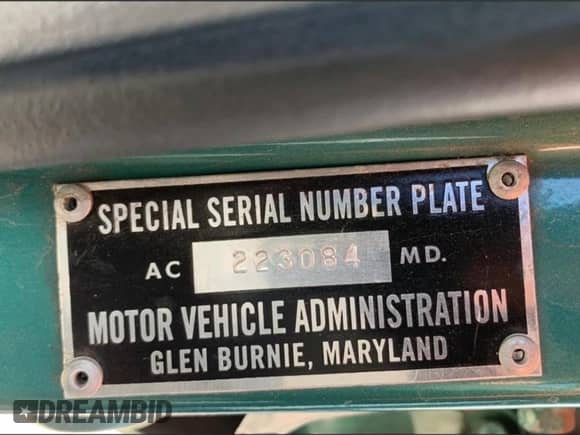 SPECIAL SERIAL NUMBER PLATE
AC 223084 MD.
MOTOR VEHICLE ADMINISTRATION
GLEN BURNIE, MARYLAND
DREAMBID